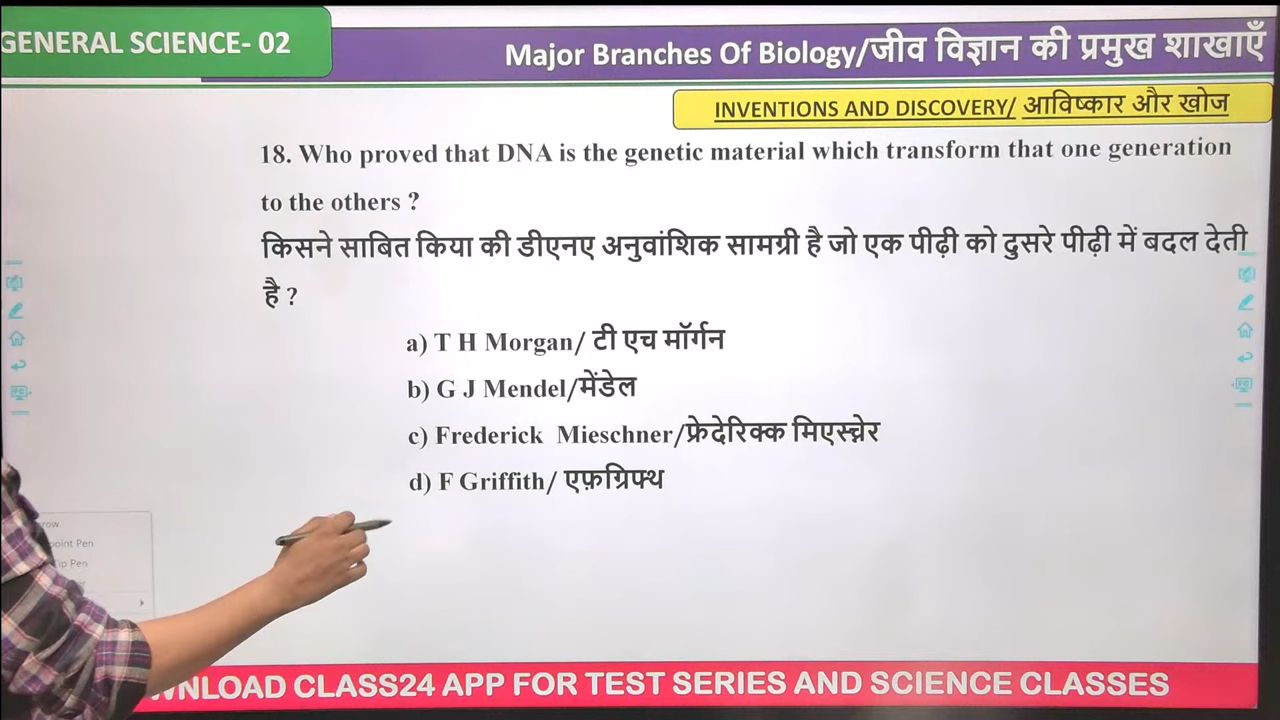 GENERAL SCIENCE- 02
Major Branches Of Biology/जीव विज्ञान की प्रमुख शाखाएँ
INVENTIONS AND DISCOVERY/ आविष्कार और खोज
18. Who proved that DNA is the genetic material which transform that one generation
to the others ?
किसने साबित किया की डीएनए अनुवांशिक सामग्री है जो एक पीढ़ी को दुसरे पीढ़ी में बदल देती
है ?
a) T H Morgan/ टी एच मॉर्गन
b) G J Mendel/मेंडेल
c) Frederick Mieschner/फ्रेदेरिक्क मिएस्च्नेर
d) F Griffith/ एफ़ग्रिफ्थ
Pen
Pen
CLASS24 APP FOR TEST SERIES AND SCIENCE CLASSES